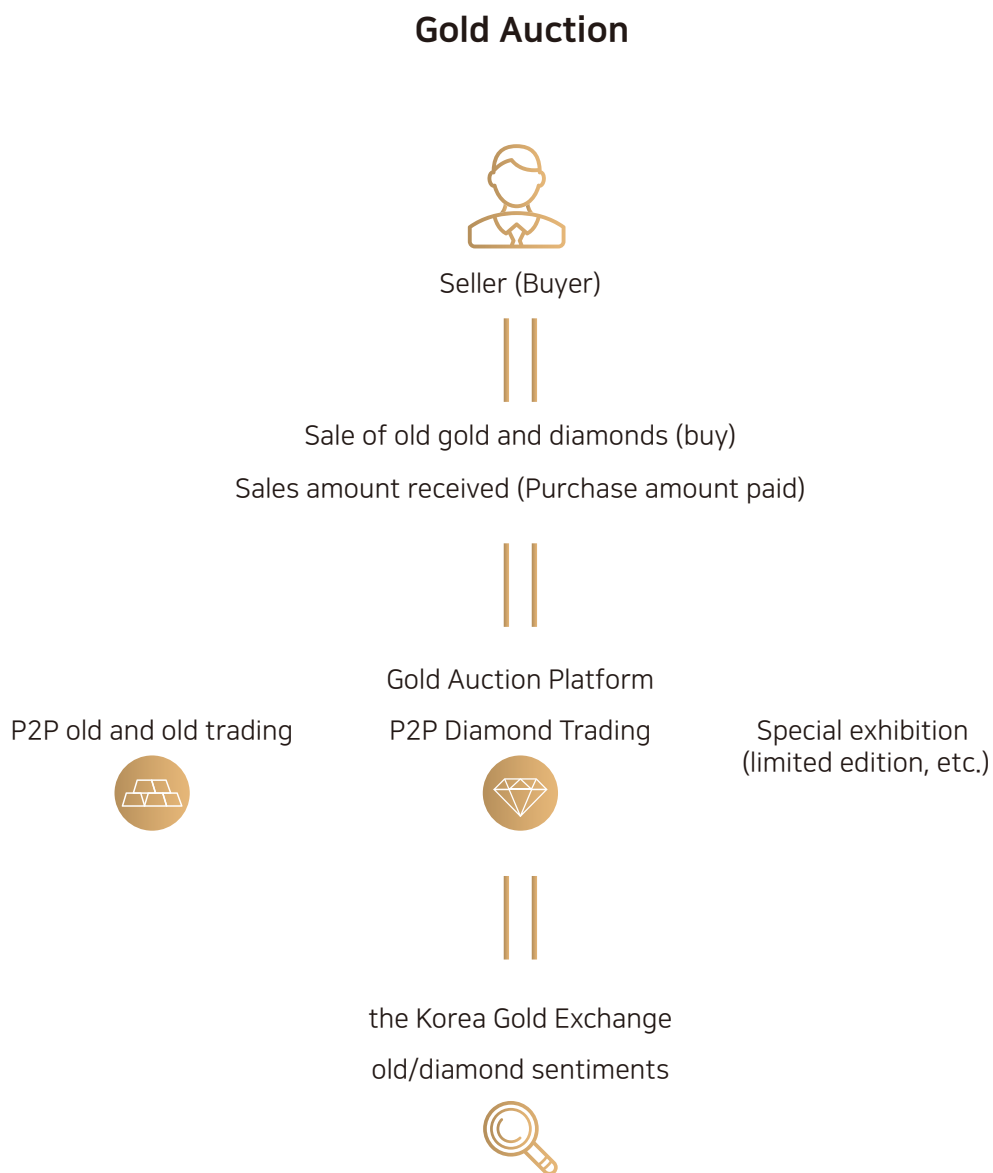 Gold Auction
Seller (Buyer)
Sale of old gold and diamonds (buy)
Sales amount received (Purchase amount paid)
Gold Auction Platform
P2P old and old trading
P2P Diamond Trading
Special exhibition
(limited edition, etc.)
the Korea Gold Exchange
old/diamond sentiments